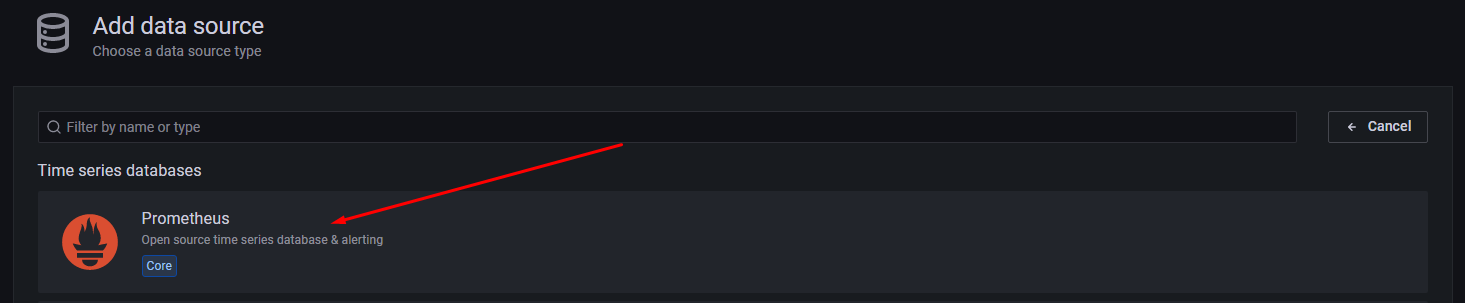 Add data source
Choose a data source type
Filter by name or type
Cancel
Time series databases
Prometheus
Open source time series database & alerting
Core